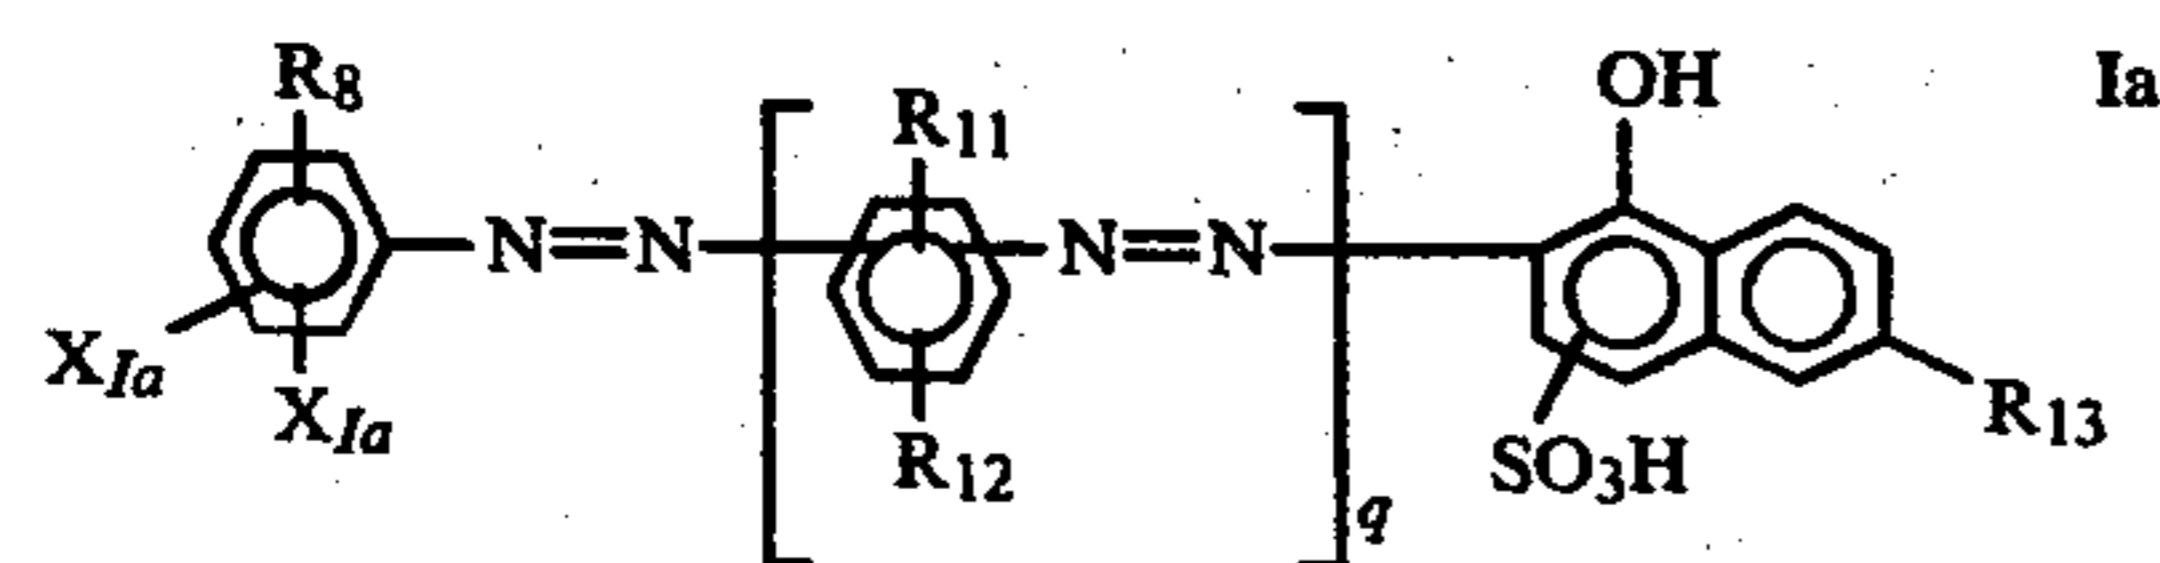 R8 OH Ia
R11
N=N N=N
XIa XIa R12 SO3H R13
q